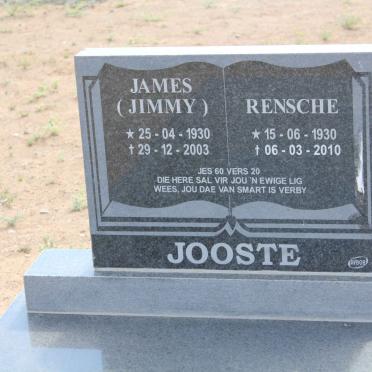 JAMES
(JIMMY)
★ 25 - 04 - 1930
† 29 - 12 - 2003
RENSCHE
★ 15 - 06 - 1930
† 06 - 03 - 2010
JES 60 VERS 20
DIE HERE SAL VIR JOU `N EWIGE LIG
WEES, JOU DAE VAN SMART IS VERBY
JOOSTE